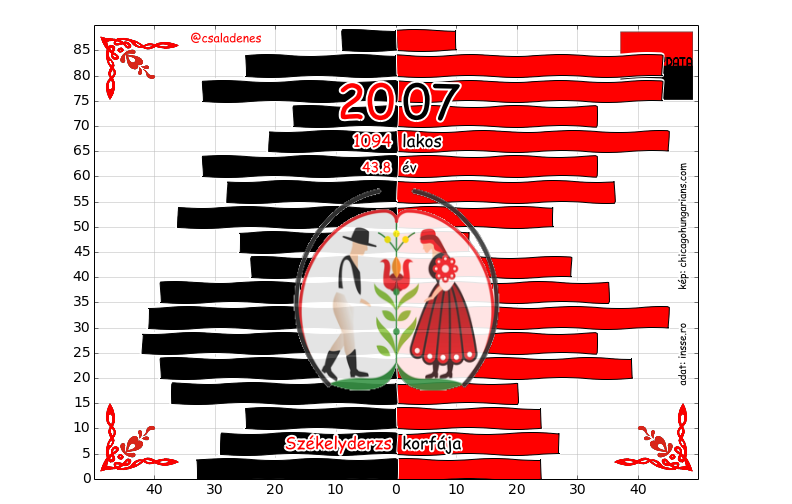 @csaladenes
DATA
2007
1094 lakos
43.8 év
kép: chicagohungarians.com
adat: insse.ro
Székelyderzs korfája
85
80
75
70
65
60
55
50
45
40
35
30
25
20
15
10
5
0
40 30 20 10 0 10 20 30 40